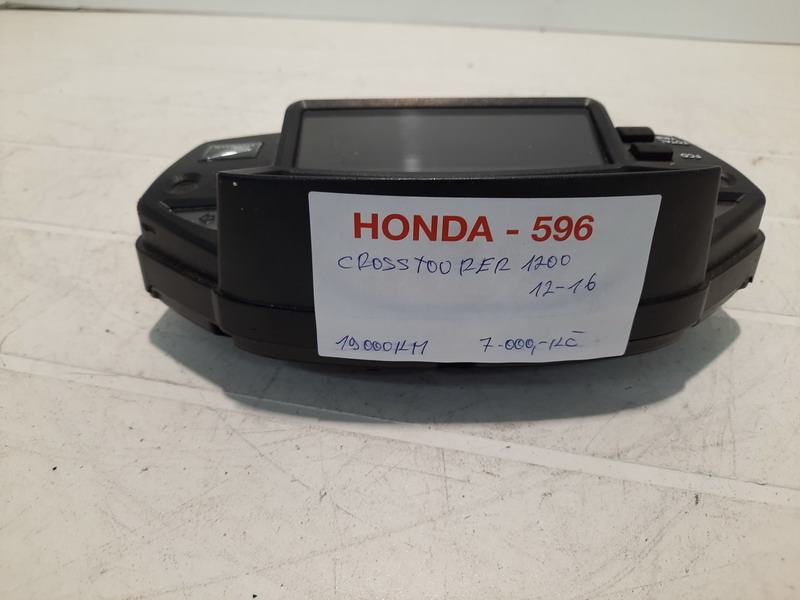 HONDA - 596
CROSSTOURER 1200
12-16
19000KM 7.000,-KČ